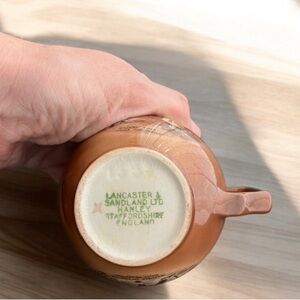 LANCASTER &
SANDLAND LTD
HANLEY
STAFFORDSHIRE
ENGLAND